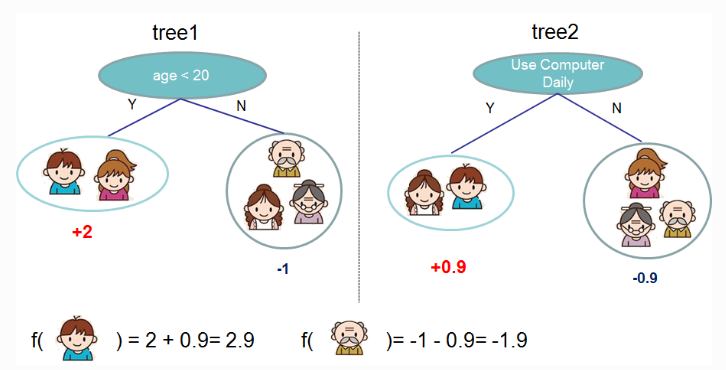 tree1
tree2
age < 20
Use Computer
Daily
Y
N
Y
N
+2
-1
+0.9
-0.9
f( ) = 2 + 0.9= 2.9
f( )= -1 - 0.9= -1.9